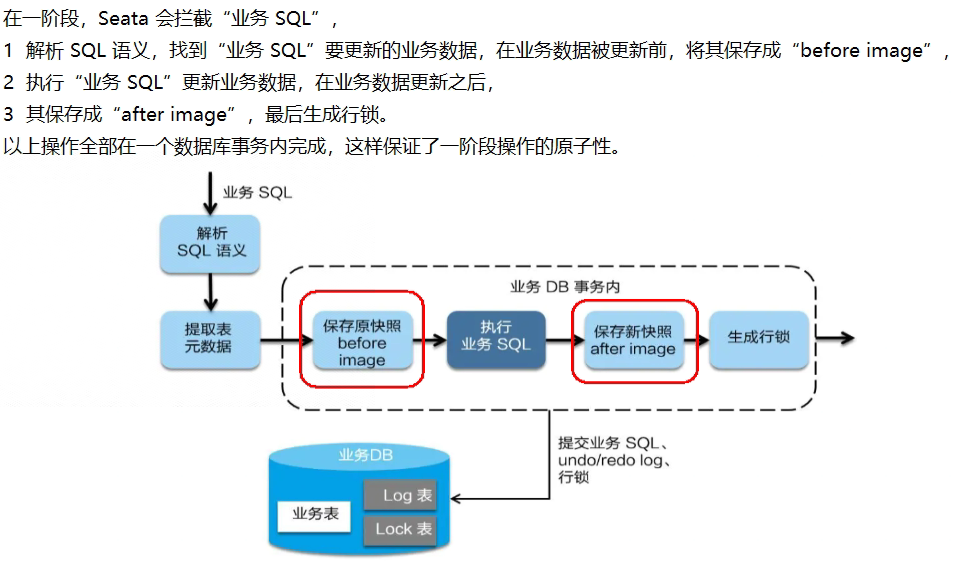 在一阶段，Seata 会拦截“业务 SQL”，
1 解析 SQL 语义，找到“业务 SQL”要更新的业务数据，在业务数据被更新前，将其保存成“before image”，
2 执行“业务 SQL”更新业务数据，在业务数据更新之后，
3 其保存成“after image”，最后生成行锁。
以上操作全部在一个数据库事务内完成，这样保证了一阶段操作的原子性。
业务 SQL
解析
SQL 语义
业务 DB 事务内
提取表
元数据
保存原快照
before
image
执行
业务 SQL
保存新快照
after image
生成行锁
提交业务 SQL、
undo/redo log、
行锁
业务DB
业务表
Log 表
Lock 表